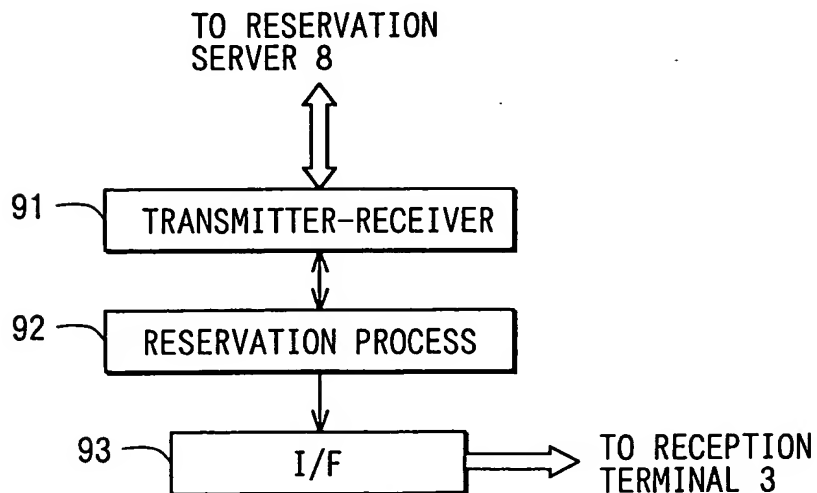 TO RESERVATION
SERVER 8
91
TRANSMITTER-RECEIVER
92
RESERVATION PROCESS
93
I/F
TO RECEPTION
TERMINAL 3